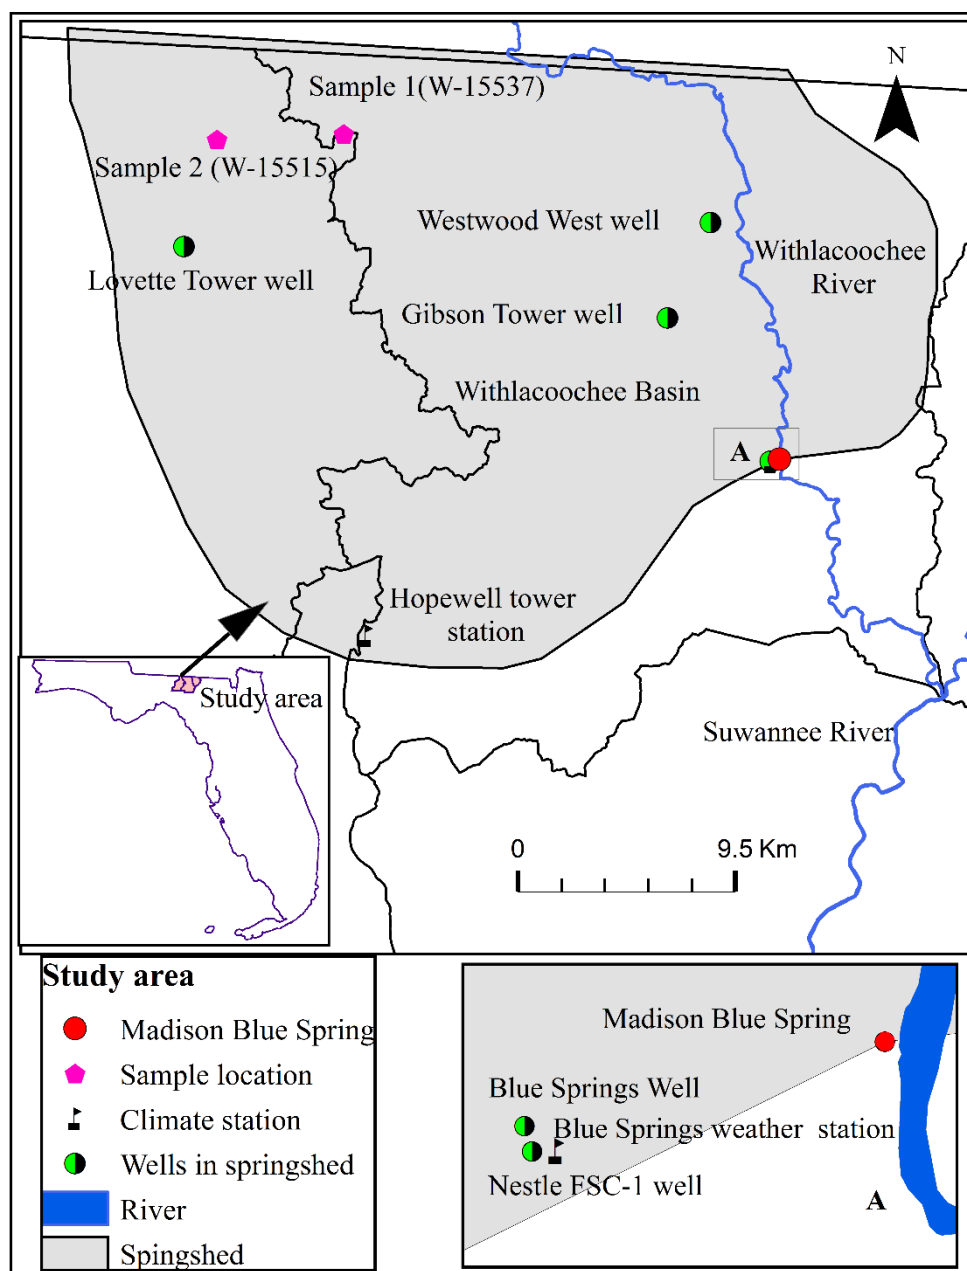 N
Sample 1(W-15537)
Sample 2 (W-15515)
Westwood West well
Withlacoochee
River
Lovette Tower well
Gibson Tower well
Withlacoochee Basin
A
Hopewell tower
station
Study area
Suwannee River
0 9.5 Km
Study area
Madison Blue Spring
Sample location
Climate station
Wells in springshed
River
Spingshed
Madison Blue Spring
Blue Springs Well
Blue Springs weather station
Nestle FSC-1 well
A